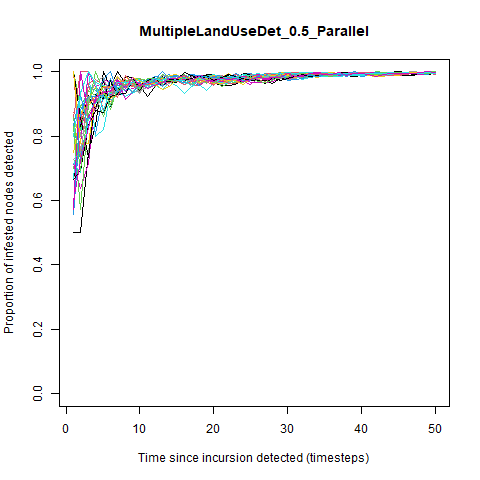 MultipleLandUseDet_0.5_Parallel
Proportion of infested nodes detected
1.0
0.8
0.6
0.4
0.2
0.0
0 10 20 30 40 50
Time since incursion detected (timesteps)